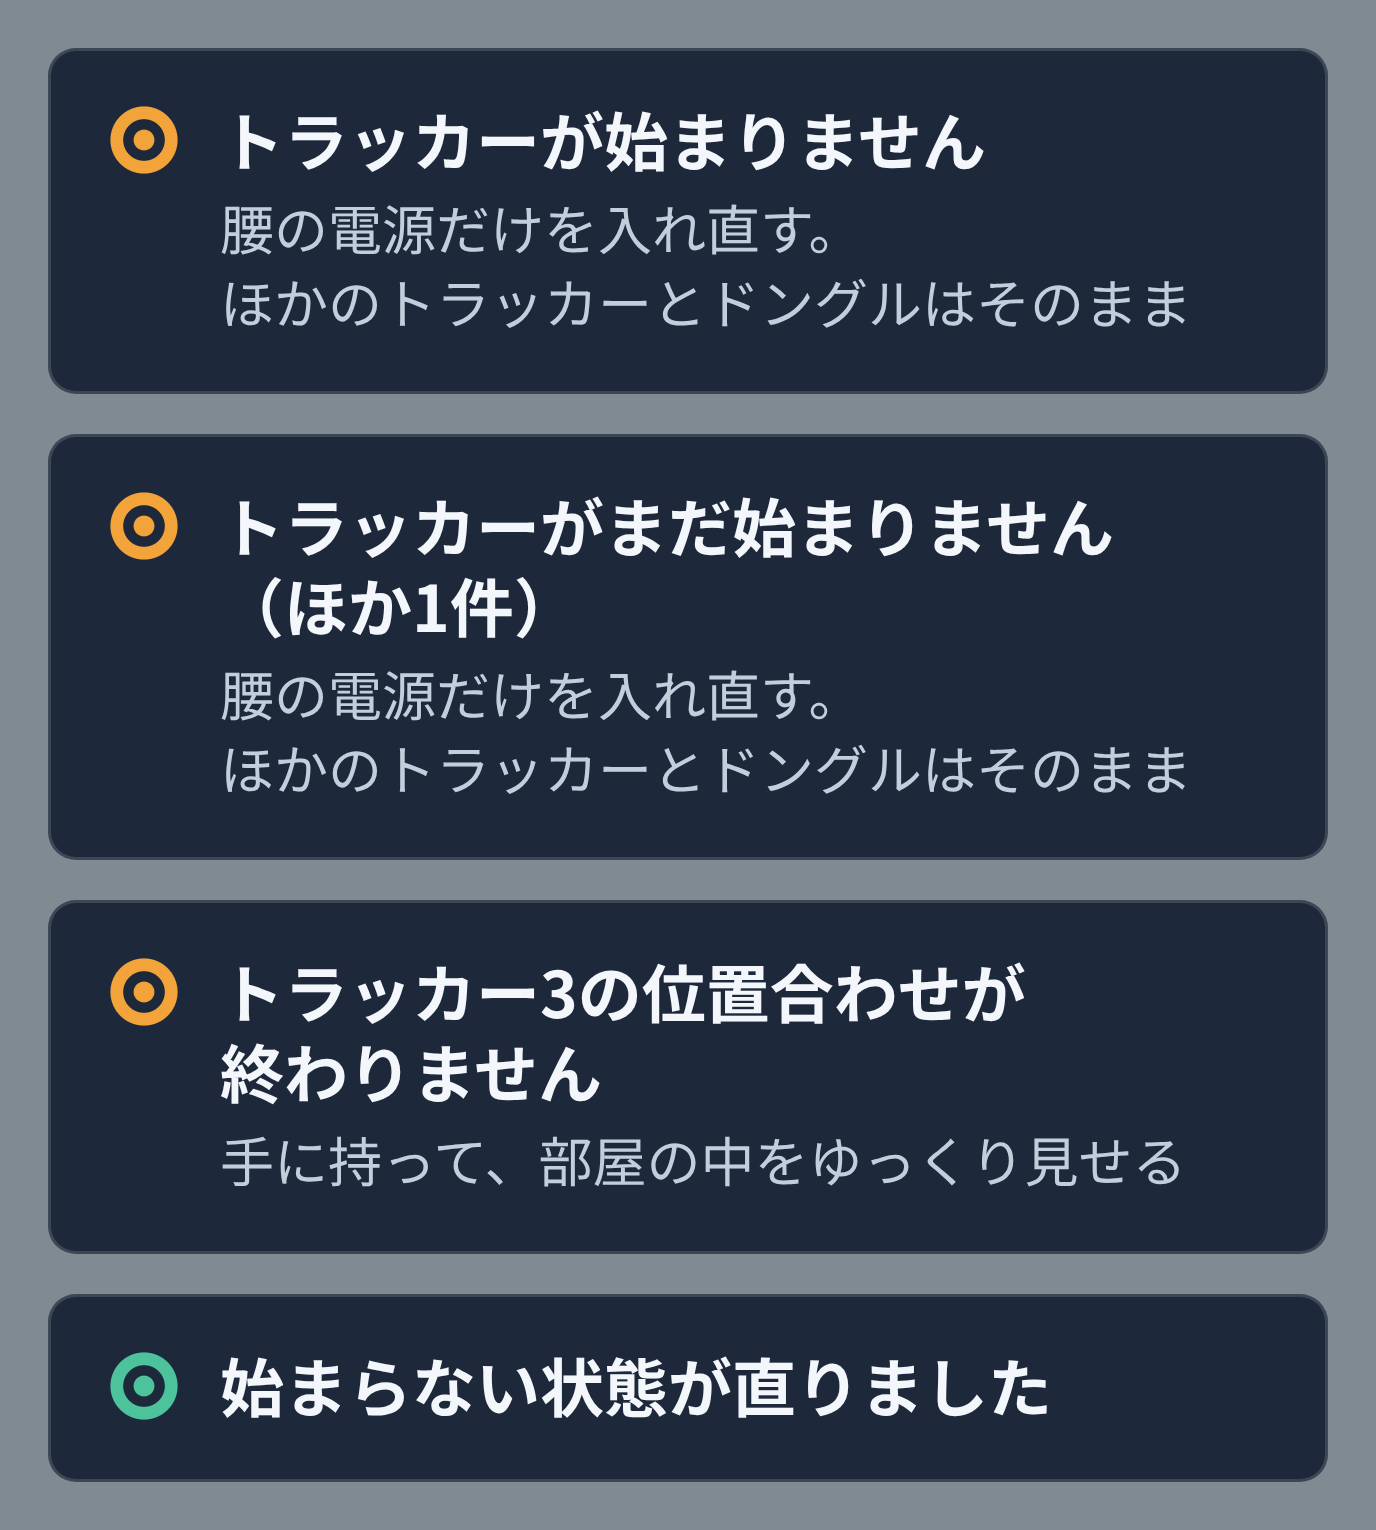 トラッカーが始まりません
腰の電源だけを入れ直す。
ほかのトラッカーとドングルはそのまま
トラッカーがまだ始まりません
（ほか1件）
腰の電源だけを入れ直す。
ほかのトラッカーとドングルはそのまま
トラッカー3の位置合わせが
終わりません
手に持って、部屋の中をゆっくり見せる
始まらない状態が直りました